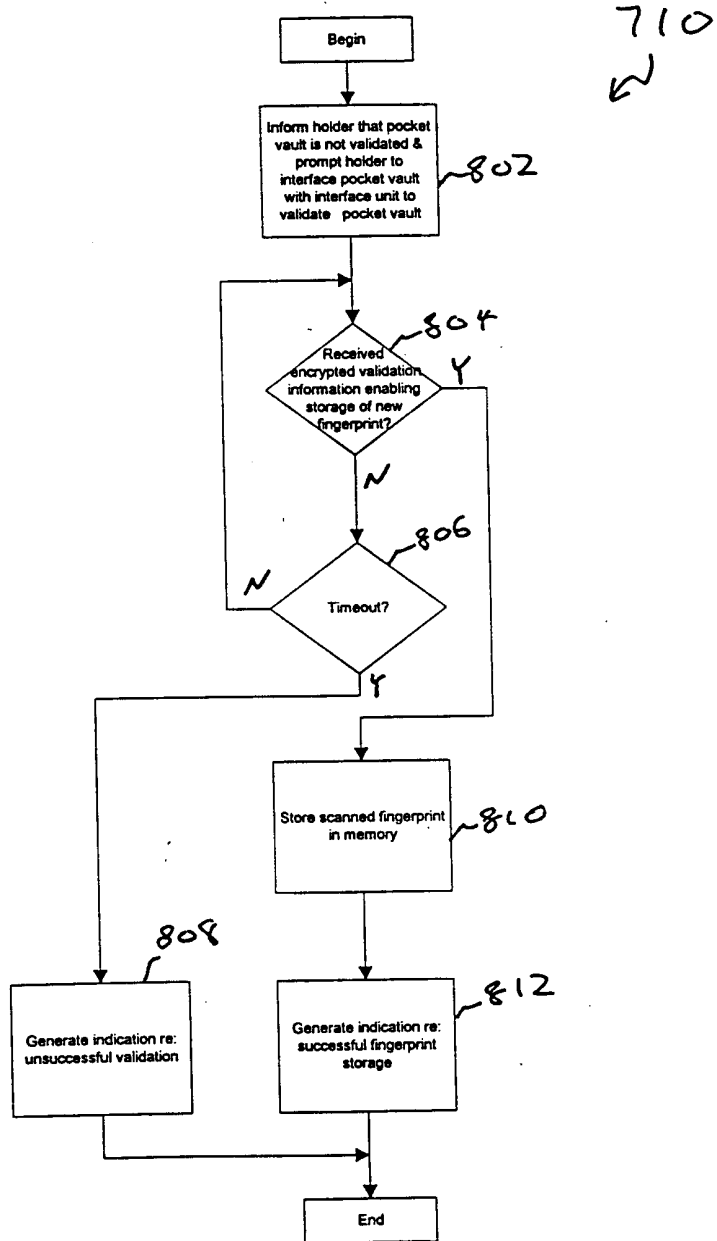 710
Begin
Inform holder that pocket
vault is not validated &
prompt holder to
interface pocket vault
with interface unit to
validate pocket vault
802
804
Received
encrypted validation
information enabling
storage of new
fingerprint?
Y
N
806
N
Timeout?
Y
Store scanned fingerprint
in memory
810
808
812
Generate indication re:
unsuccessful validation
Generate indication re:
successful fingerprint
storage
End